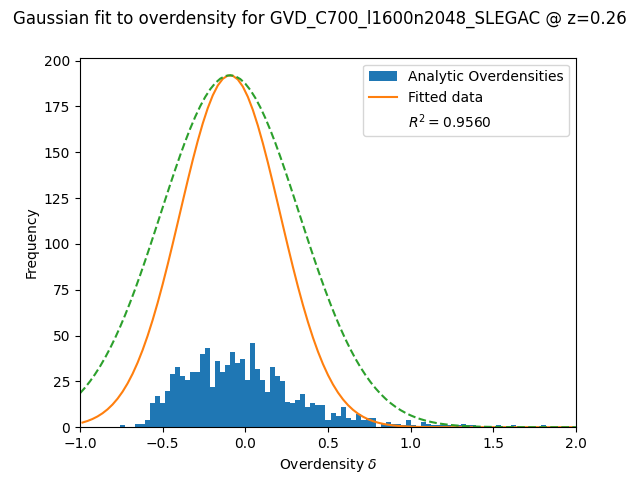 Gaussian fit to overdensity for GVD_C700_l1600n2048_SLEGAC @ z=0.26
200
175
150
125
100
75
50
25
0
Frequency
Analytic Overdensities
Fitted data
R² = 0.9560
−1.0 −0.5 0.0 0.5 1.0 1.5 2.0
Overdensity δ